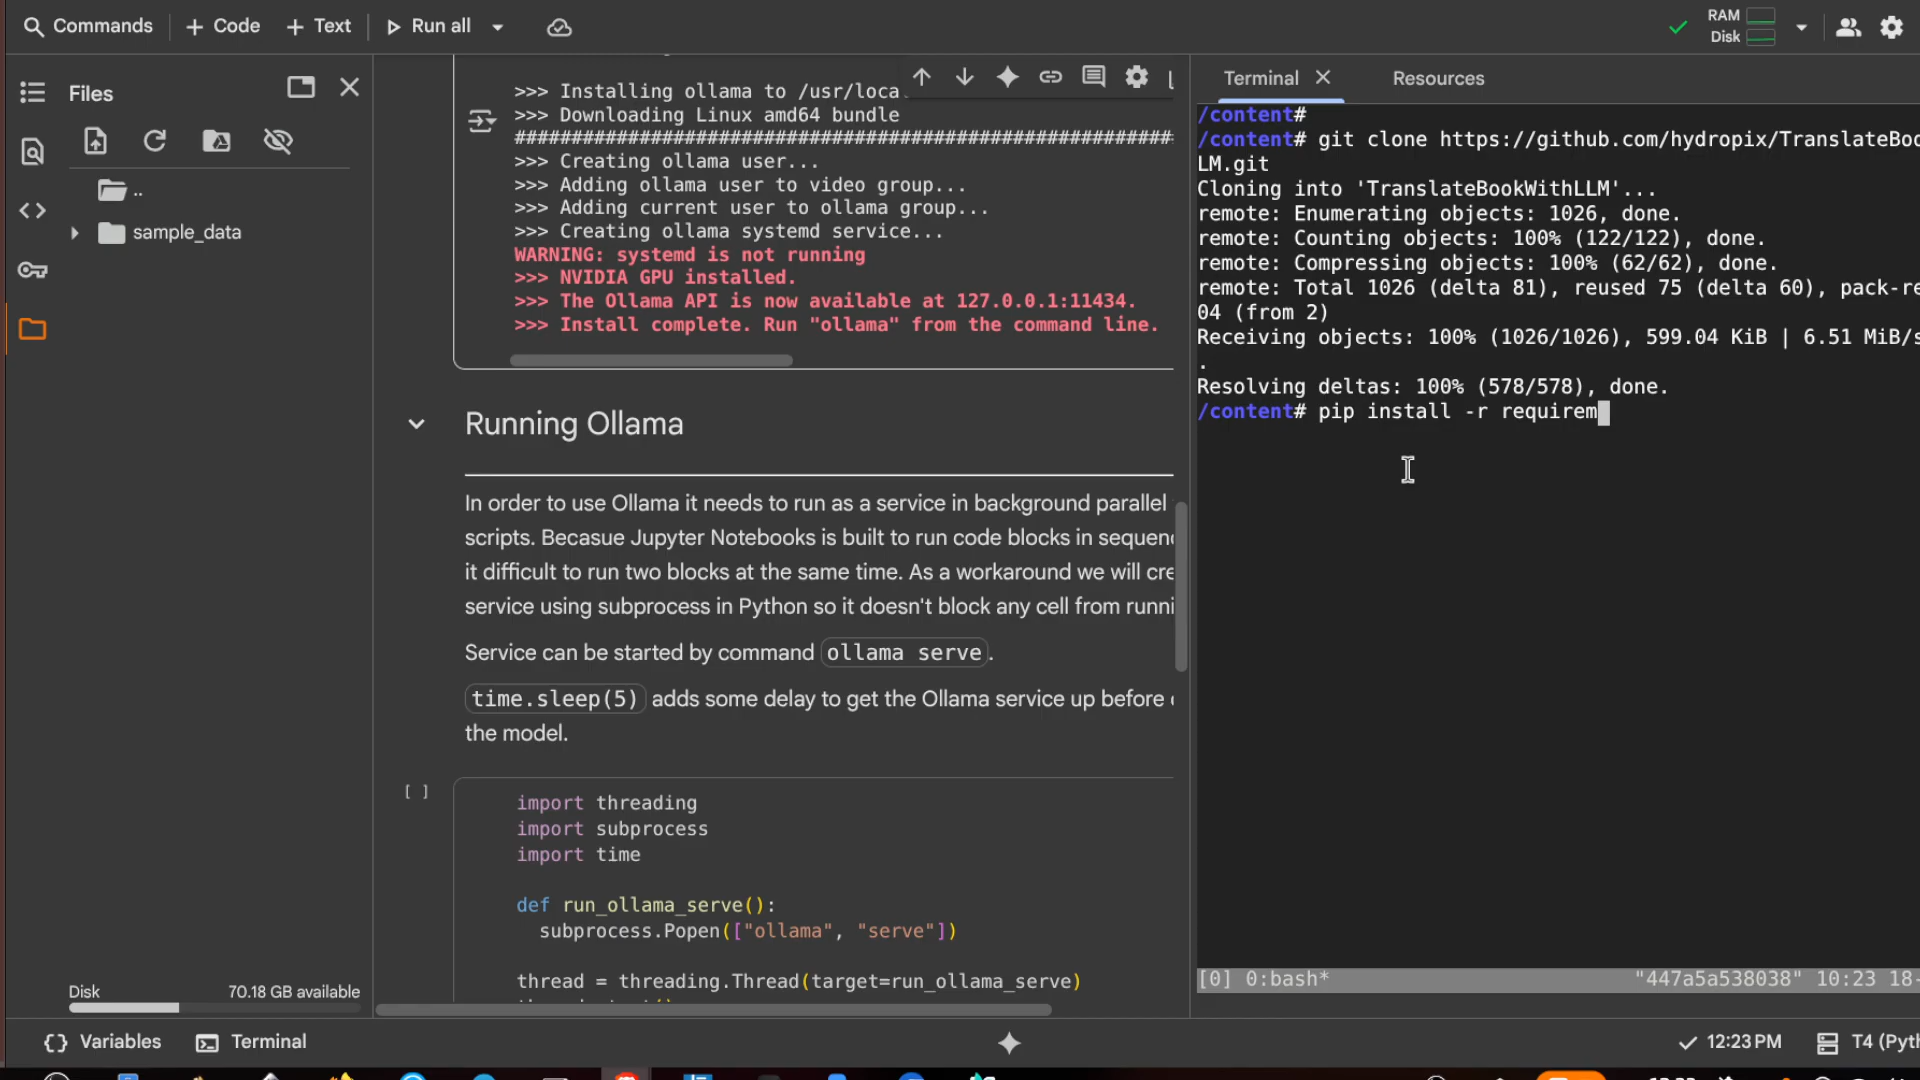 Commands
+ Code
+ Text
Run all
RAM
Disk
Files
..
sample_data
Disk
70.18 GB available
>>> Installing ollama to /usr/loca
>>> Downloading Linux amd64 bundle
##########################################################
>>> Creating ollama user...
>>> Adding ollama user to video group...
>>> Adding current user to ollama group...
>>> Creating ollama systemd service...
WARNING: systemd is not running
>>> NVIDIA GPU installed.
>>> The Ollama API is now available at 127.0.0.1:11434.
>>> Install complete. Run "ollama" from the command line.
Running Ollama
In order to use Ollama it needs to run as a service in background parallel
scripts. Becasue Jupyter Notebooks is built to run code blocks in sequen
it difficult to run two blocks at the same time. As a workaround we will cre
service using subprocess in Python so it doesn't block any cell from runni
Service can be started by command ollama serve.
time.sleep(5) adds some delay to get the Ollama service up before
the model.
[ ]
import threading
import subprocess
import time
def run_ollama_serve():
subprocess.Popen(["ollama", "serve"])
thread = threading.Thread(target=run_ollama_serve)
Terminal
Resources
/content#
/content# git clone https://github.com/hydropix/TranslateBoo
LM.git
Cloning into 'TranslateBookWithLLM'...
remote: Enumerating objects: 1026, done.
remote: Counting objects: 100% (122/122), done.
remote: Compressing objects: 100% (62/62), done.
remote: Total 1026 (delta 81), reused 75 (delta 60), pack-re
04 (from 2)
Receiving objects: 100% (1026/1026), 599.04 KiB | 6.51 MiB/s
.
Resolving deltas: 100% (578/578), done.
/content# pip install -r requirem
[0] 0:bash*
"447a5a538038" 10:23 18-
Variables
Terminal
12:23 PM
T4 (Pyth